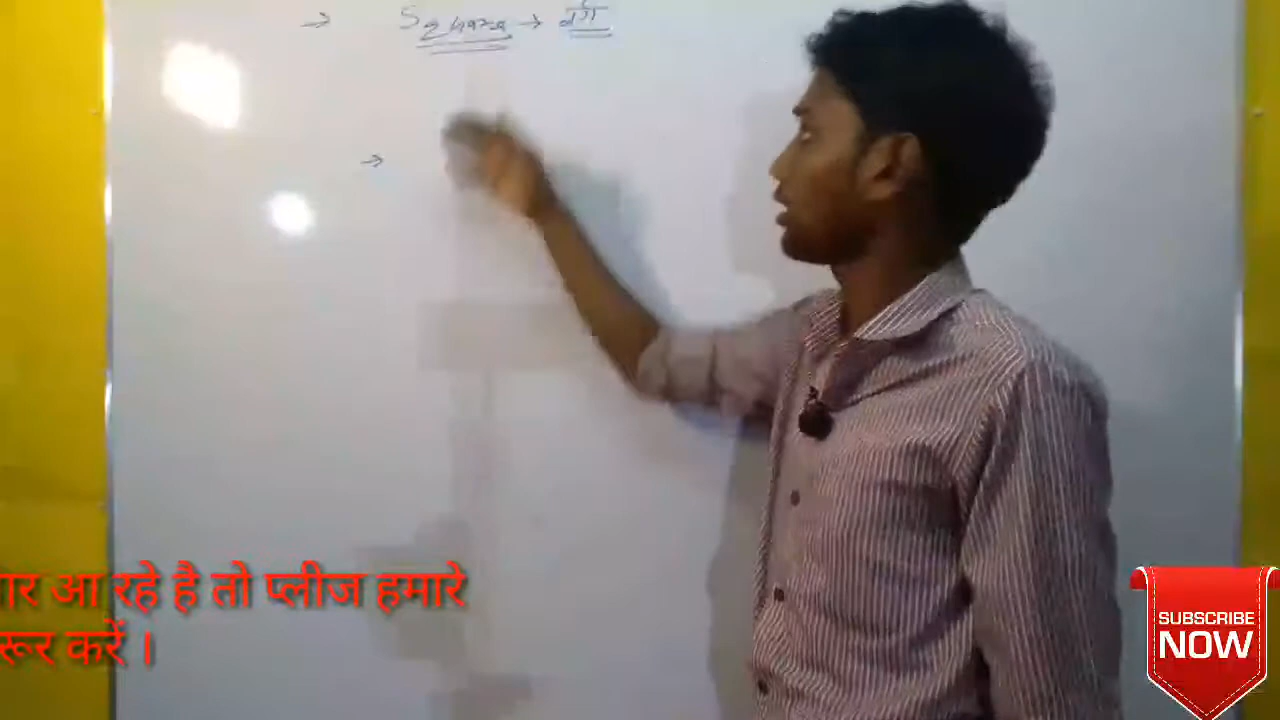 → Square → वर्ग
→
ार आ रहे है तो प्लीज हमारे
रूर करें ।
SUBSCRIBE
NOW